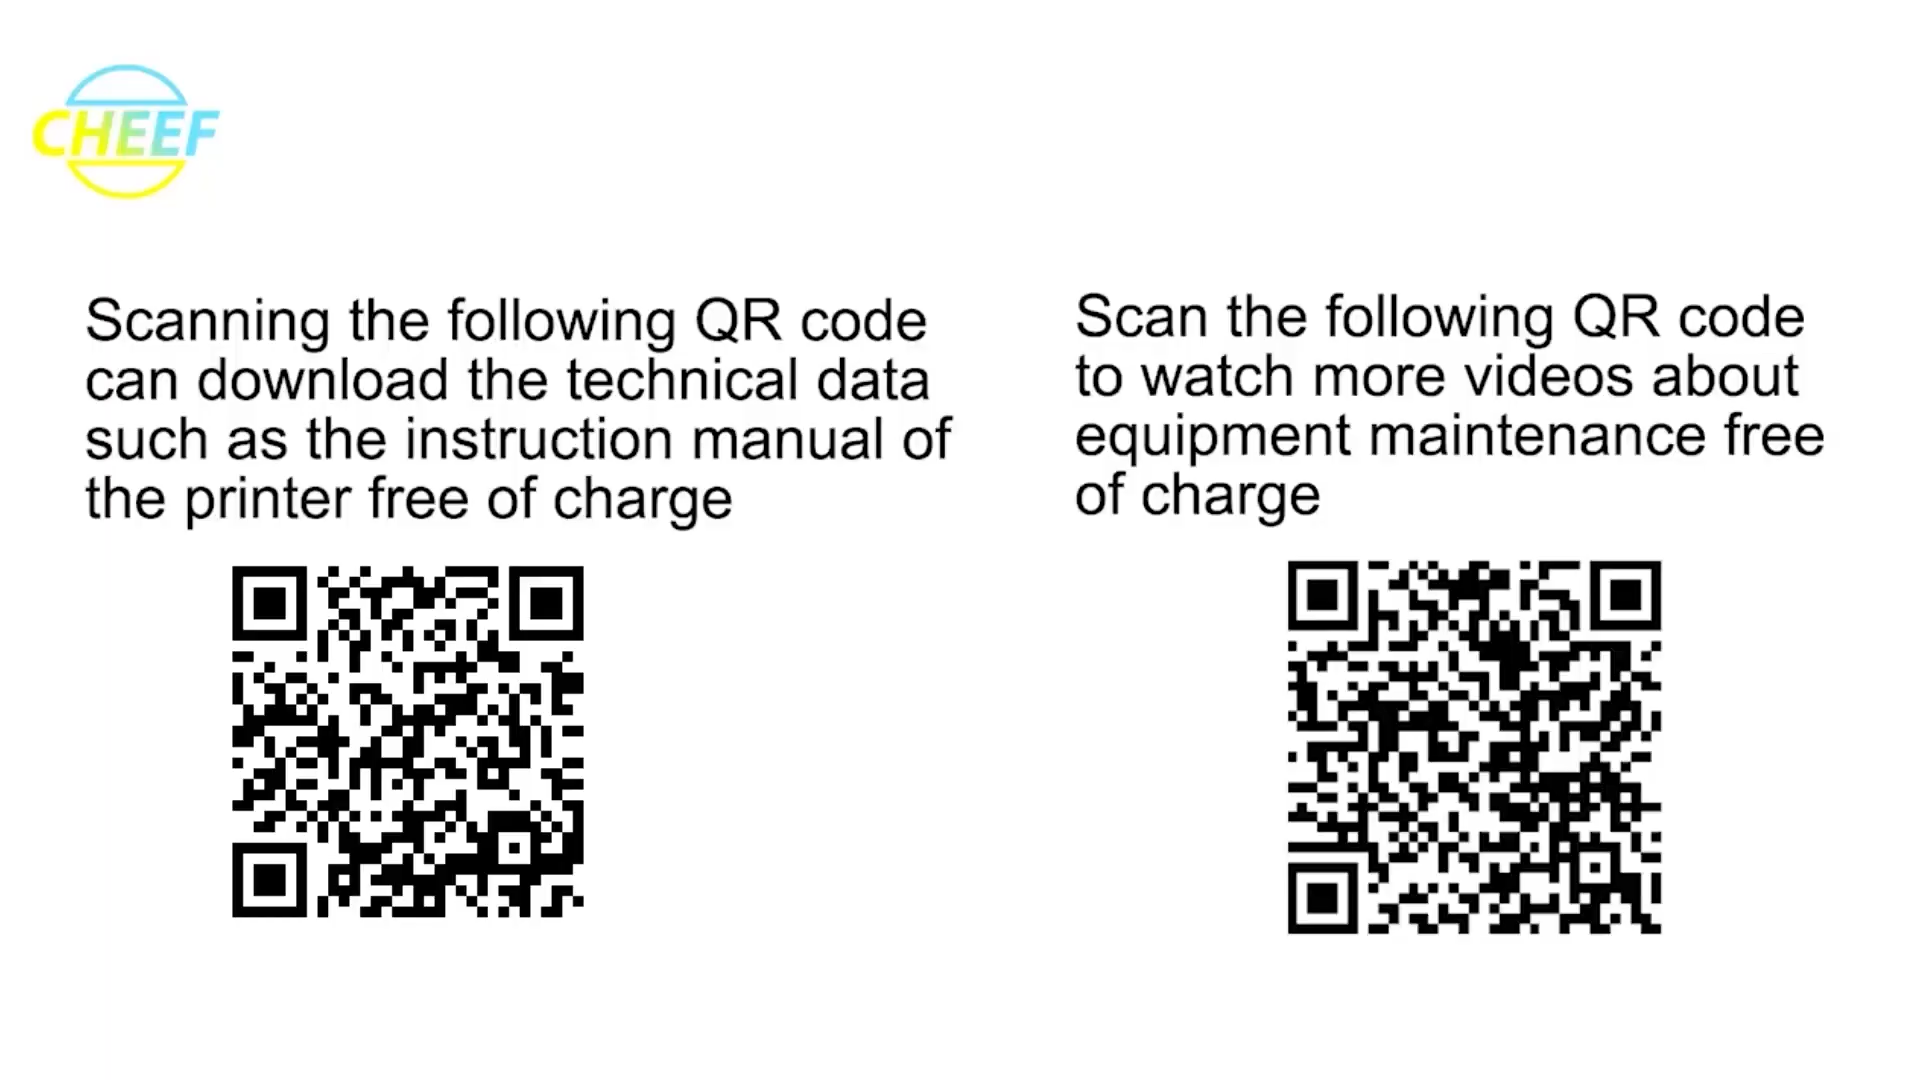 CHEEF
Scanning the following QR code
can download the technical data
such as the instruction manual of
the printer free of charge
Scan the following QR code
to watch more videos about
equipment maintenance free
of charge